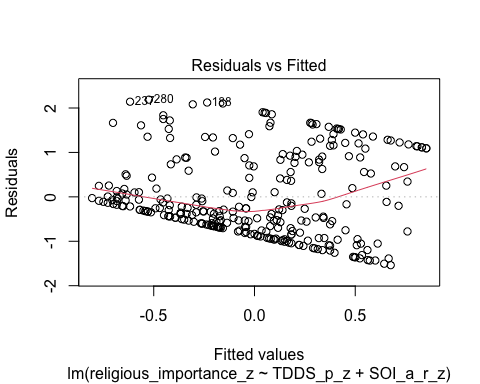 Residuals vs Fitted
237
280
188
Residuals
2
1
0
-1
-2
-0.5
0.0
0.5
Fitted values
lm(religious_importance_z ~ TDDS_p_z + SOI_a_r_z)